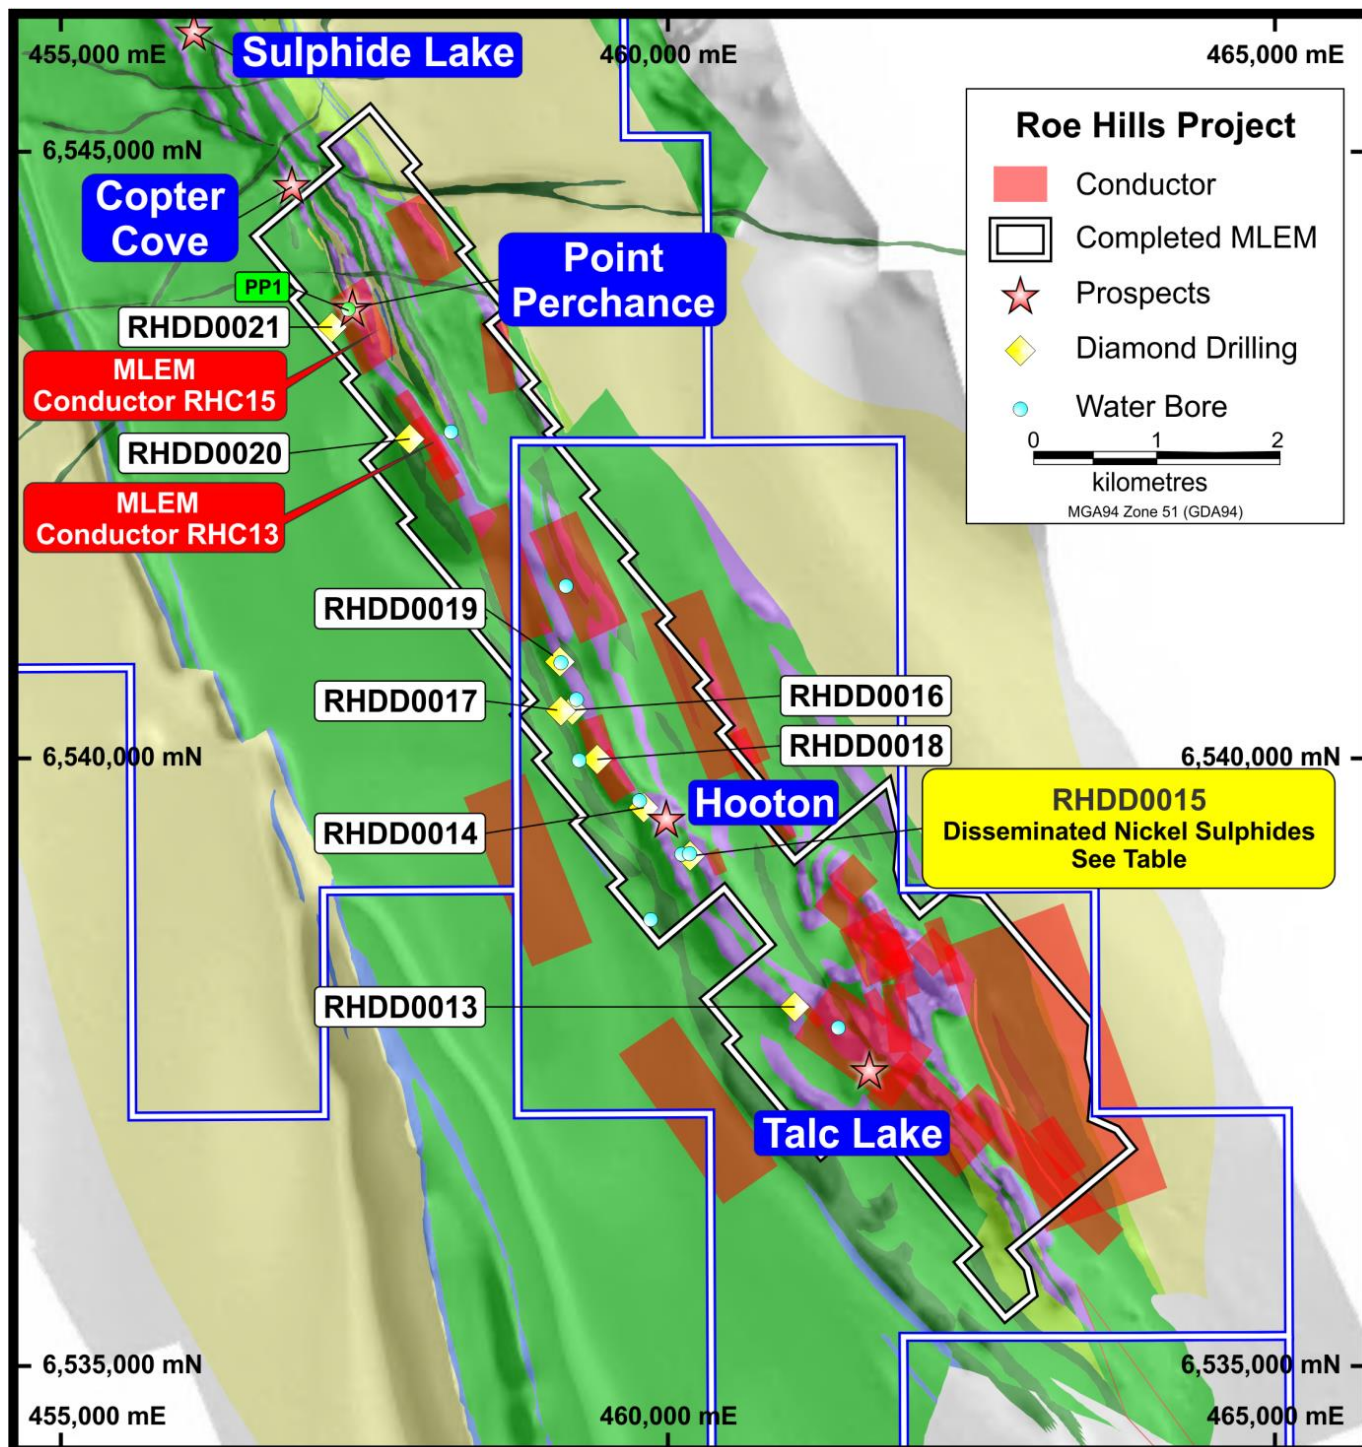 455,000 mE
Sulphide Lake
460,000 mE
465,000 mE
6,545,000 mN
Roe Hills Project
Conductor
Completed MLEM
Prospects
Diamond Drilling
Water Bore
0 1 2
kilometres
MGA94 Zone 51 (GDA94)
Copter
Cove
Point
Perchance
PP1
RHDD0021
MLEM
Conductor RHC15
RHDD0020
MLEM
Conductor RHC13
RHDD0019
RHDD0017
RHDD0016
RHDD0018
6,540,000 mN
6,540,000 mN
Hooton
RHDD0014
RHDD0015
Disseminated Nickel Sulphides
See Table
RHDD0013
Talc Lake
6,535,000 mN
6,535,000 mN
455,000 mE
460,000 mE
465,000 mE